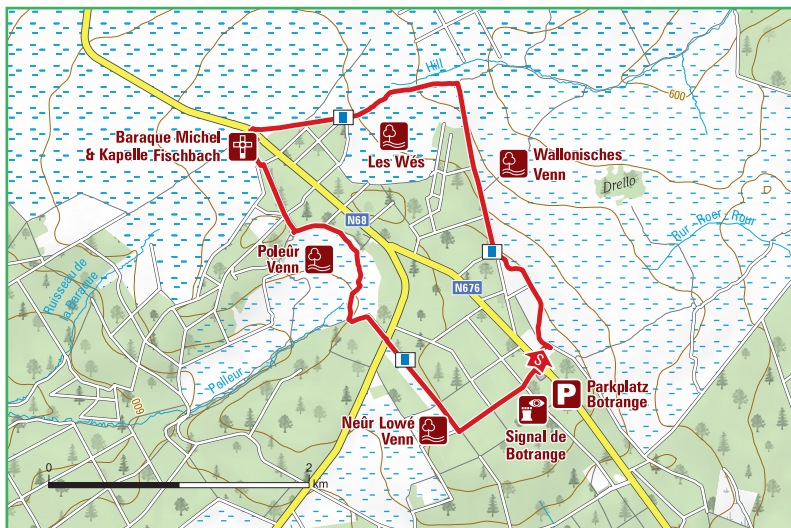 Hill
600
Baraque Michel
& Kapelle Fischbach
Les Wés
Wallonisches
Venn
Drello
Rur - Roer - Rour
N68
Poleûr
Venn
N676
Ruisseau de
la Baraque
Polleur
600
S
P
Parkplatz
Botrange
Neûr Lowé
Venn
Signal de
Botrange
0
2
km